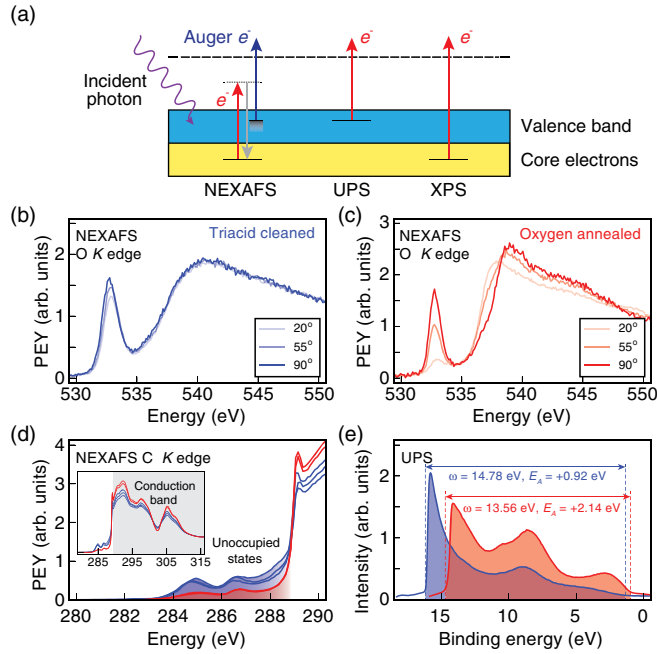 (a)
Auger e-
e-
e-
Incident
photon
e-
Valence band
Core electrons
NEXAFS
UPS
XPS
(b)
NEXAFS
O K edge
Triacid cleaned
PEY (arb. units)
2
1
0
20°
55°
90°
530
535
540
545
550
Energy (eV)
(c)
NEXAFS
O K edge
Oxygen annealed
PEY (arb. units)
3
2
1
0
20°
55°
90°
530
535
540
545
550
Energy (eV)
(d)
NEXAFS C K edge
PEY (arb. units)
4
3
2
1
0
Conduction
band
285
295
305
315
Unoccupied
states
280
282
284
286
288
290
Energy (eV)
(e)
UPS
Intensity (arb. units)
2
1
0
ω = 14.78 eV, EA = +0.92 eV
ω = 13.56 eV, EA = +2.14 eV
15
10
5
0
Binding energy (eV)